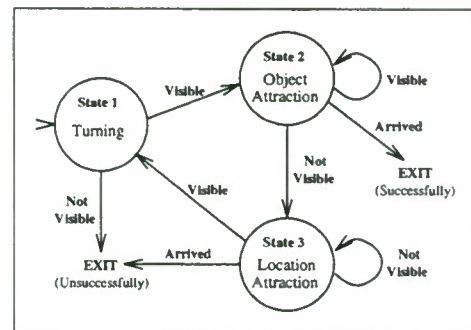 State 1
Turning
Visible
State 2
Object
Attraction
Visible
Arrived
EXIT
(Successfully)
Not
Visible
Visible
Not
Visible
EXIT
(Unsuccessfully)
Arrived
State 3
Location
Attraction
Not
Visible